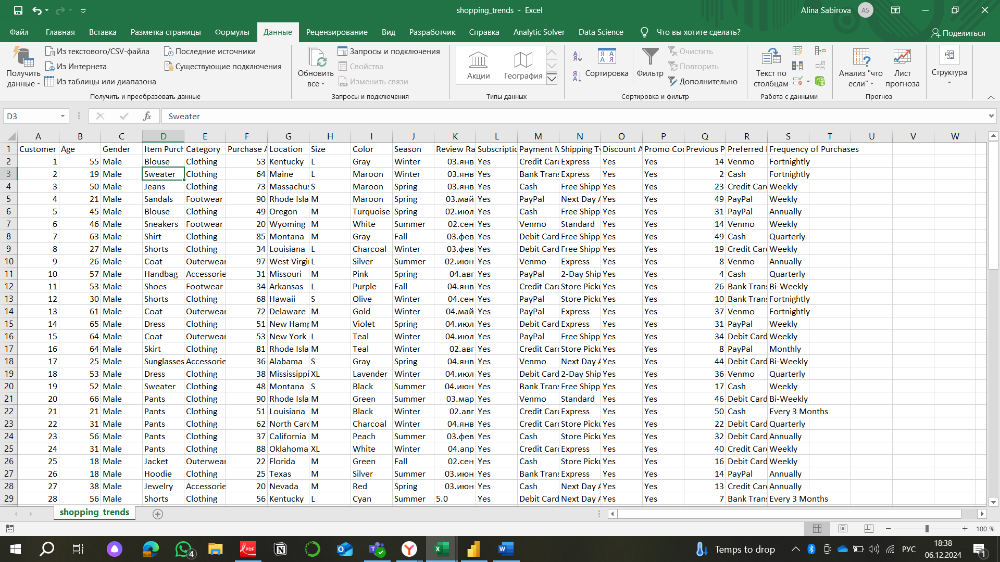 shopping_trends - Excel
Alina Sabirova AS
Файл Главная Вставка Разметка страницы Формулы Данные Рецензирование Вид Разработчик Справка Analytic Solver Data Science Что вы хотите сделать? Поделиться
Получить данные
Из текстового/CSV-файла
Из Интернета
Из таблицы или диапазона
Последние источники
Существующие подключения
Получить и преобразовать данные
Обновить все
Запросы и подключения
Свойства
Изменить связи
Запросы и подключения
Акции География
Типы данных
Сортировка
Фильтр
Очистить
Повторить
Дополнительно
Сортировка и фильтр
Текст по столбцам
Работа с данными
Анализ "что если"
Лист прогноза
Прогноз
Структура
D3 fx Sweater
A B C D E F G H I J K L M N O P Q R S T U V W
1 Customer Age Gender Item Purch Category Purchase A Location Size Color Season Review Ra Subscriptic Payment M Shipping Ty Discount A Promo Coc Previous P Preferred I Frequency of Purchases
2 1 55 Male Blouse Clothing 53 Kentucky L Gray Winter 03.янв Yes Credit Card Express Yes Yes 14 Venmo Fortnightly
3 2 19 Male Sweater Clothing 64 Maine L Maroon Winter 03.янв Yes Bank Trans Express Yes Yes 2 Cash Fortnightly
4 3 50 Male Jeans Clothing 73 Massachus S Maroon Spring 03.янв Yes Cash Free Shipp Yes Yes 23 Credit Card Weekly
5 4 21 Male Sandals Footwear 90 Rhode Isla M Maroon Spring 03.май Yes PayPal Next Day A Yes Yes 49 PayPal Weekly
6 5 45 Male Blouse Clothing 49 Oregon M Turquoise Spring 02.июл Yes Cash Free Shipp Yes Yes 31 PayPal Annually
7 6 46 Male Sneakers Footwear 20 Wyoming M White Summer 02.сен Yes Venmo Standard Yes Yes 14 Venmo Weekly
8 7 63 Male Shirt Clothing 85 Montana M Gray Fall 03.фев Yes Debit Card Free Shipp Yes Yes 49 Cash Quarterly
9 8 27 Male Shorts Clothing 34 Louisiana L Charcoal Winter 03.фев Yes Debit Card Free Shipp Yes Yes 19 Credit Card Weekly
10 9 26 Male Coat Outerwear 97 West Virgi L Silver Summer 02.июн Yes Venmo Express Yes Yes 8 Venmo Annually
11 10 57 Male Handbag Accessorie 31 Missouri M Pink Spring 04.авг Yes PayPal 2-Day Ship Yes Yes 4 Cash Quarterly
12 11 53 Male Shoes Footwear 34 Arkansas L Purple Fall 04.янв Yes Credit Card Store Picku Yes Yes 26 Bank Trans Bi-Weekly
13 12 30 Male Shorts Clothing 68 Hawaii S Olive Winter 04.сен Yes PayPal Store Picku Yes Yes 10 Bank Trans Fortnightly
14 13 61 Male Coat Outerwear 72 Delaware M Gold Winter 04.май Yes PayPal Express Yes Yes 37 Venmo Fortnightly
15 14 65 Male Dress Clothing 51 New Hamp M Violet Spring 04.июл Yes Debit Card Express Yes Yes 31 PayPal Weekly
16 15 64 Male Coat Outerwear 53 New York L Teal Winter 04.июл Yes PayPal Free Shipp Yes Yes 34 Debit Card Weekly
17 16 64 Male Skirt Clothing 81 Rhode Isla M Teal Winter 02.авг Yes Credit Card Store Picku Yes Yes 8 PayPal Monthly
18 17 25 Male Sunglasses Accessorie 36 Alabama S Gray Spring 04.янв Yes Venmo Next Day A Yes Yes 44 Debit Card Bi-Weekly
19 18 53 Male Dress Clothing 38 Mississippi XL Lavender Winter 04.июл Yes Debit Card 2-Day Ship Yes Yes 36 Venmo Quarterly
20 19 52 Male Sweater Clothing 48 Montana S Black Summer 04.июн Yes Bank Trans Free Shipp Yes Yes 17 Cash Weekly
21 20 66 Male Pants Clothing 90 Rhode Isla M Green Summer 03.мар Yes Venmo Standard Yes Yes 46 Debit Card Bi-Weekly
22 21 21 Male Pants Clothing 51 Louisiana M Black Winter 02.авг Yes Credit Card Express Yes Yes 50 Cash Every 3 Months
23 22 31 Male Pants Clothing 62 North Carc M Charcoal Winter 04.янв Yes Credit Card Store Picku Yes Yes 22 Debit Card Quarterly
24 23 56 Male Pants Clothing 37 California M Peach Summer 03.фев Yes Cash Store Picku Yes Yes 32 Debit Card Annually
25 24 31 Male Pants Clothing 88 Oklahoma XL White Winter 04.апр Yes Credit Card Express Yes Yes 40 Credit Card Weekly
26 25 18 Male Jacket Outerwear 22 Florida M Green Fall 02.сен Yes Cash Store Picku Yes Yes 16 Debit Card Weekly
27 26 18 Male Hoodie Clothing 25 Texas M Silver Summer 03.июн Yes Bank Trans Express Yes Yes 14 PayPal Annually
28 27 38 Male Jewelry Accessorie 20 Nevada M Red Spring 03.июн Yes Cash Next Day A Yes Yes 13 Credit Card Annually
29 28 56 Male Shorts Clothing 56 Kentucky L Cyan Summer 5.0 Yes Debit Card Next Day A Yes Yes 7 Bank Trans Every 3 Months
shopping_trends
100 %
4 PDF Temps to drop РУС 18:38
06.12.2024 1